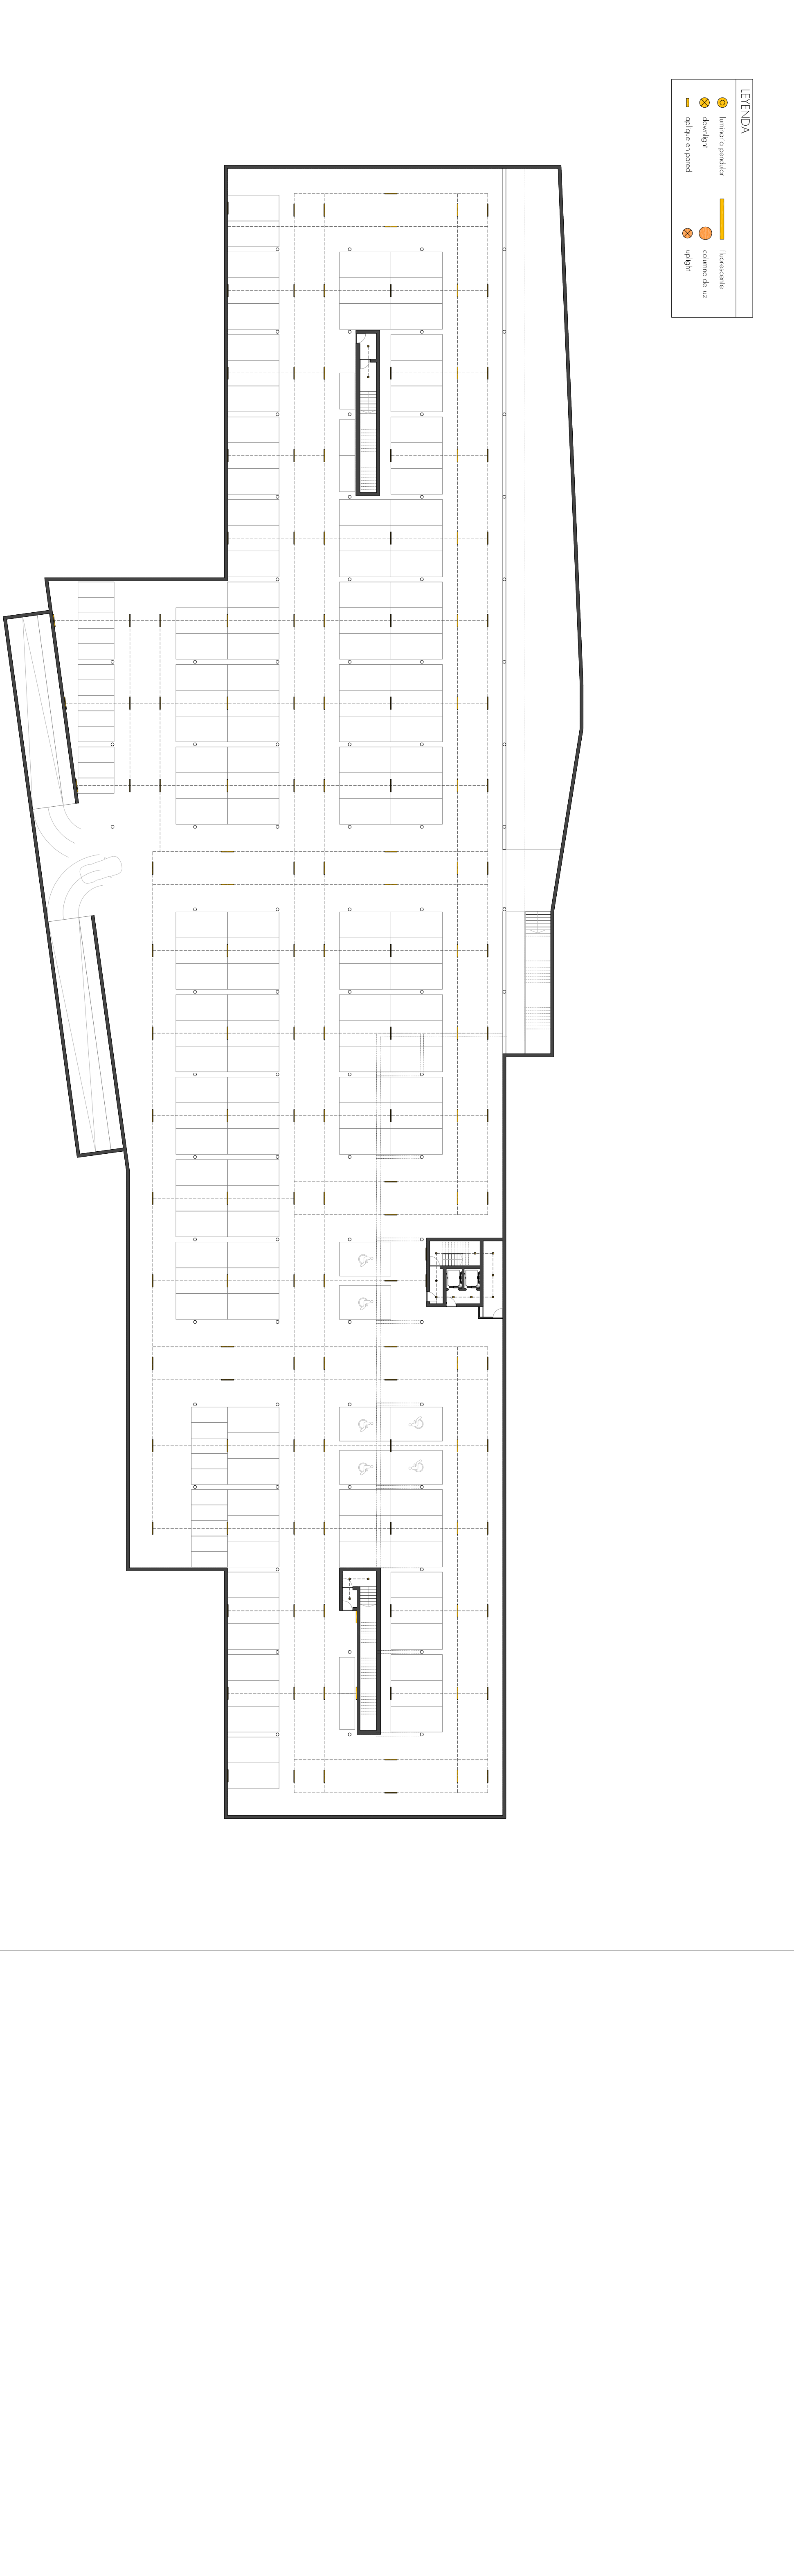 LEYENDA
luminaria pendular
downlight
aplique en pared
fluorescente
columna de luz
uplight